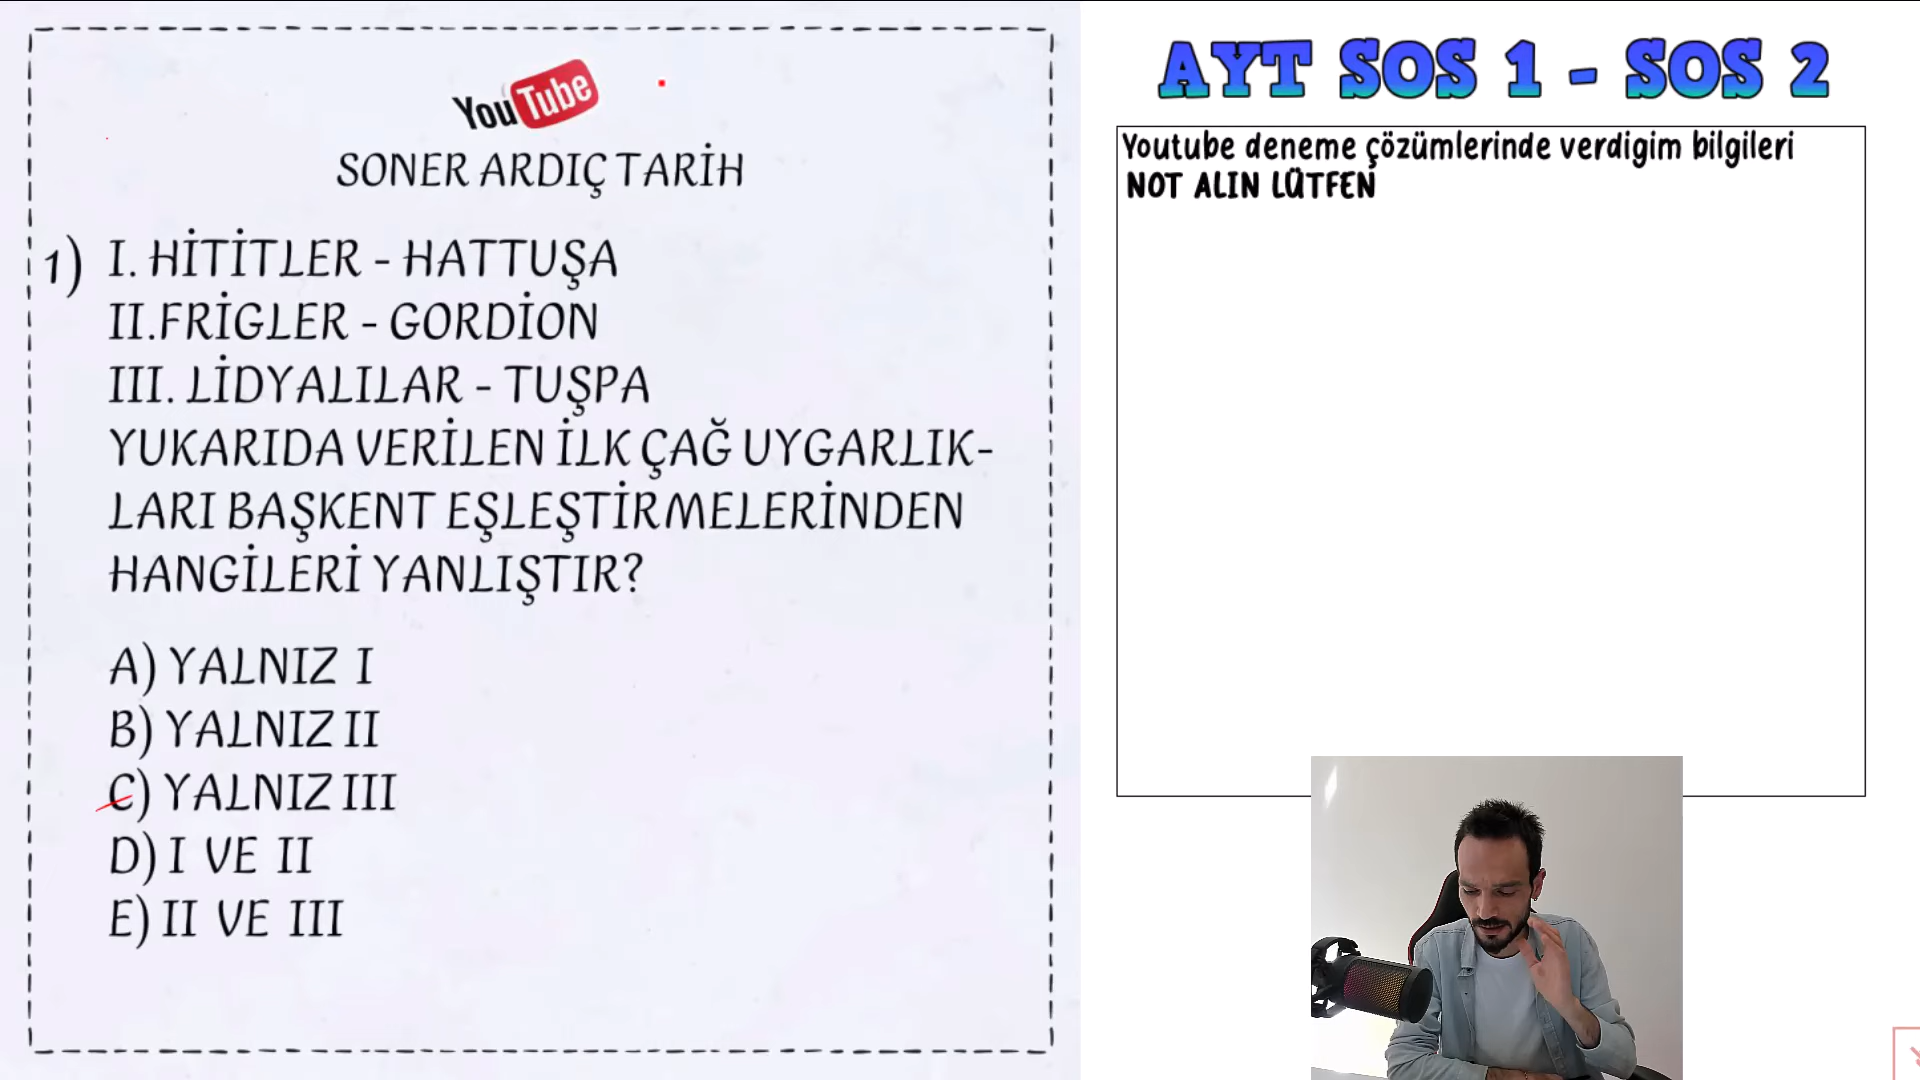 YouTube
SONER ARDIÇ TARİH
1) I. HİTİTLER - HATTUŞA
II.FRİGLER - GORDİON
III. LİDYALILAR - TUŞPA
YUKARIDA VERİLEN İLK ÇAĞ UYGARLIK-
LARI BAŞKENT EŞLEŞTİRMELERİNDEN
HANGİLERİ YANLIŞTIR?
A) YALNIZ I
B) YALNIZ II
C) YALNIZ III
D) I VE II
E) II VE III
AYT SOS 1 - SOS 2
Youtube deneme çözümlerinde verdigim bilgileri
NOT ALIN LÜTFEN